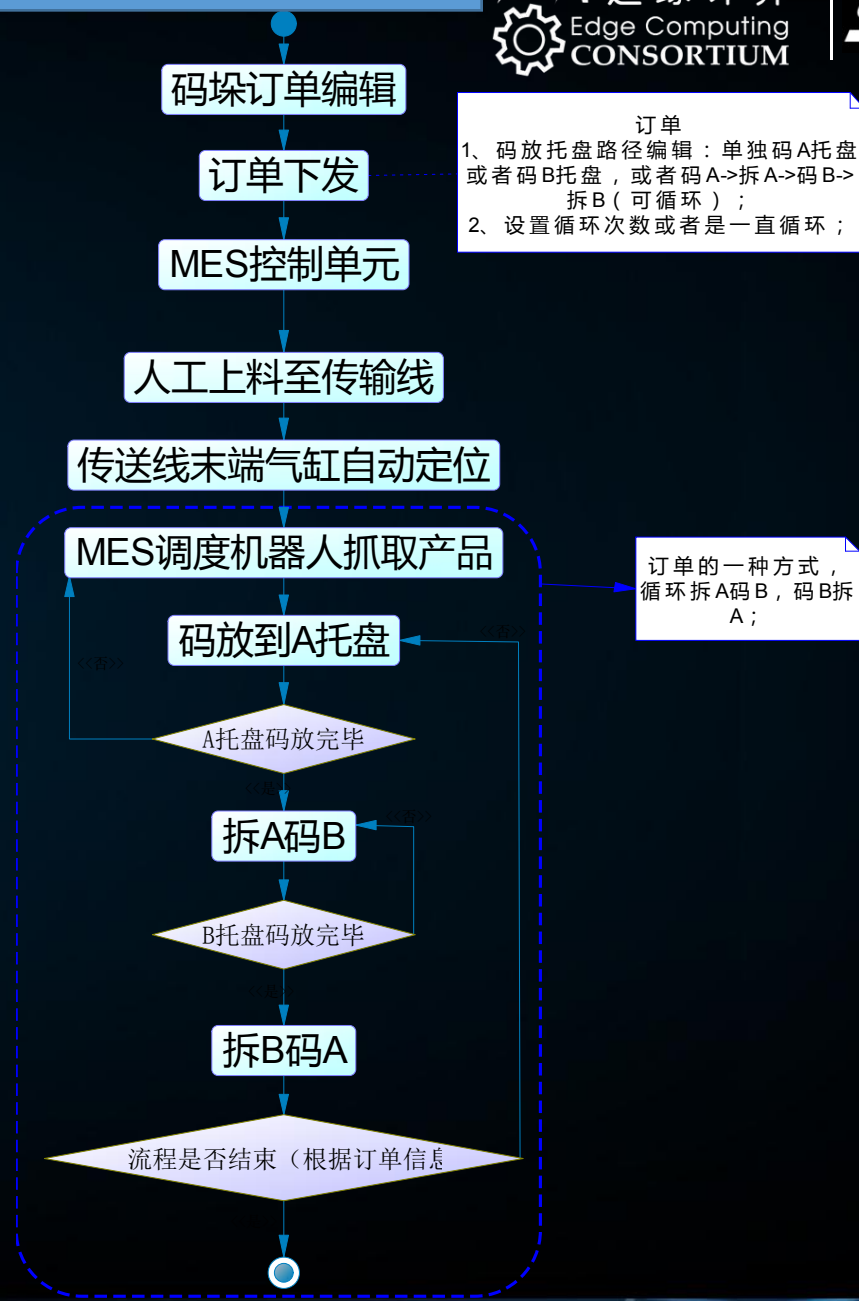 Edge Computing
CONSORTIUM
码垛订单编辑
订单下发
订单
1、码放托盘路径编辑：单独码A托盘
或者码B托盘，或者码A->拆A->码B->
拆B（可循环）；
2、设置循环次数或者是一直循环；
MES控制单元
人工上料至传输线
传送线末端气缸自动定位
MES调度机器人抓取产品
订单的一种方式，
循环拆A码B，码B拆
A；
码放到A托盘
<<否>>
<<否>>
A托盘码放完毕
<<是>>
拆A码B
<<否>>
B托盘码放完毕
<<是>>
拆B码A
流程是否结束（根据订单信息